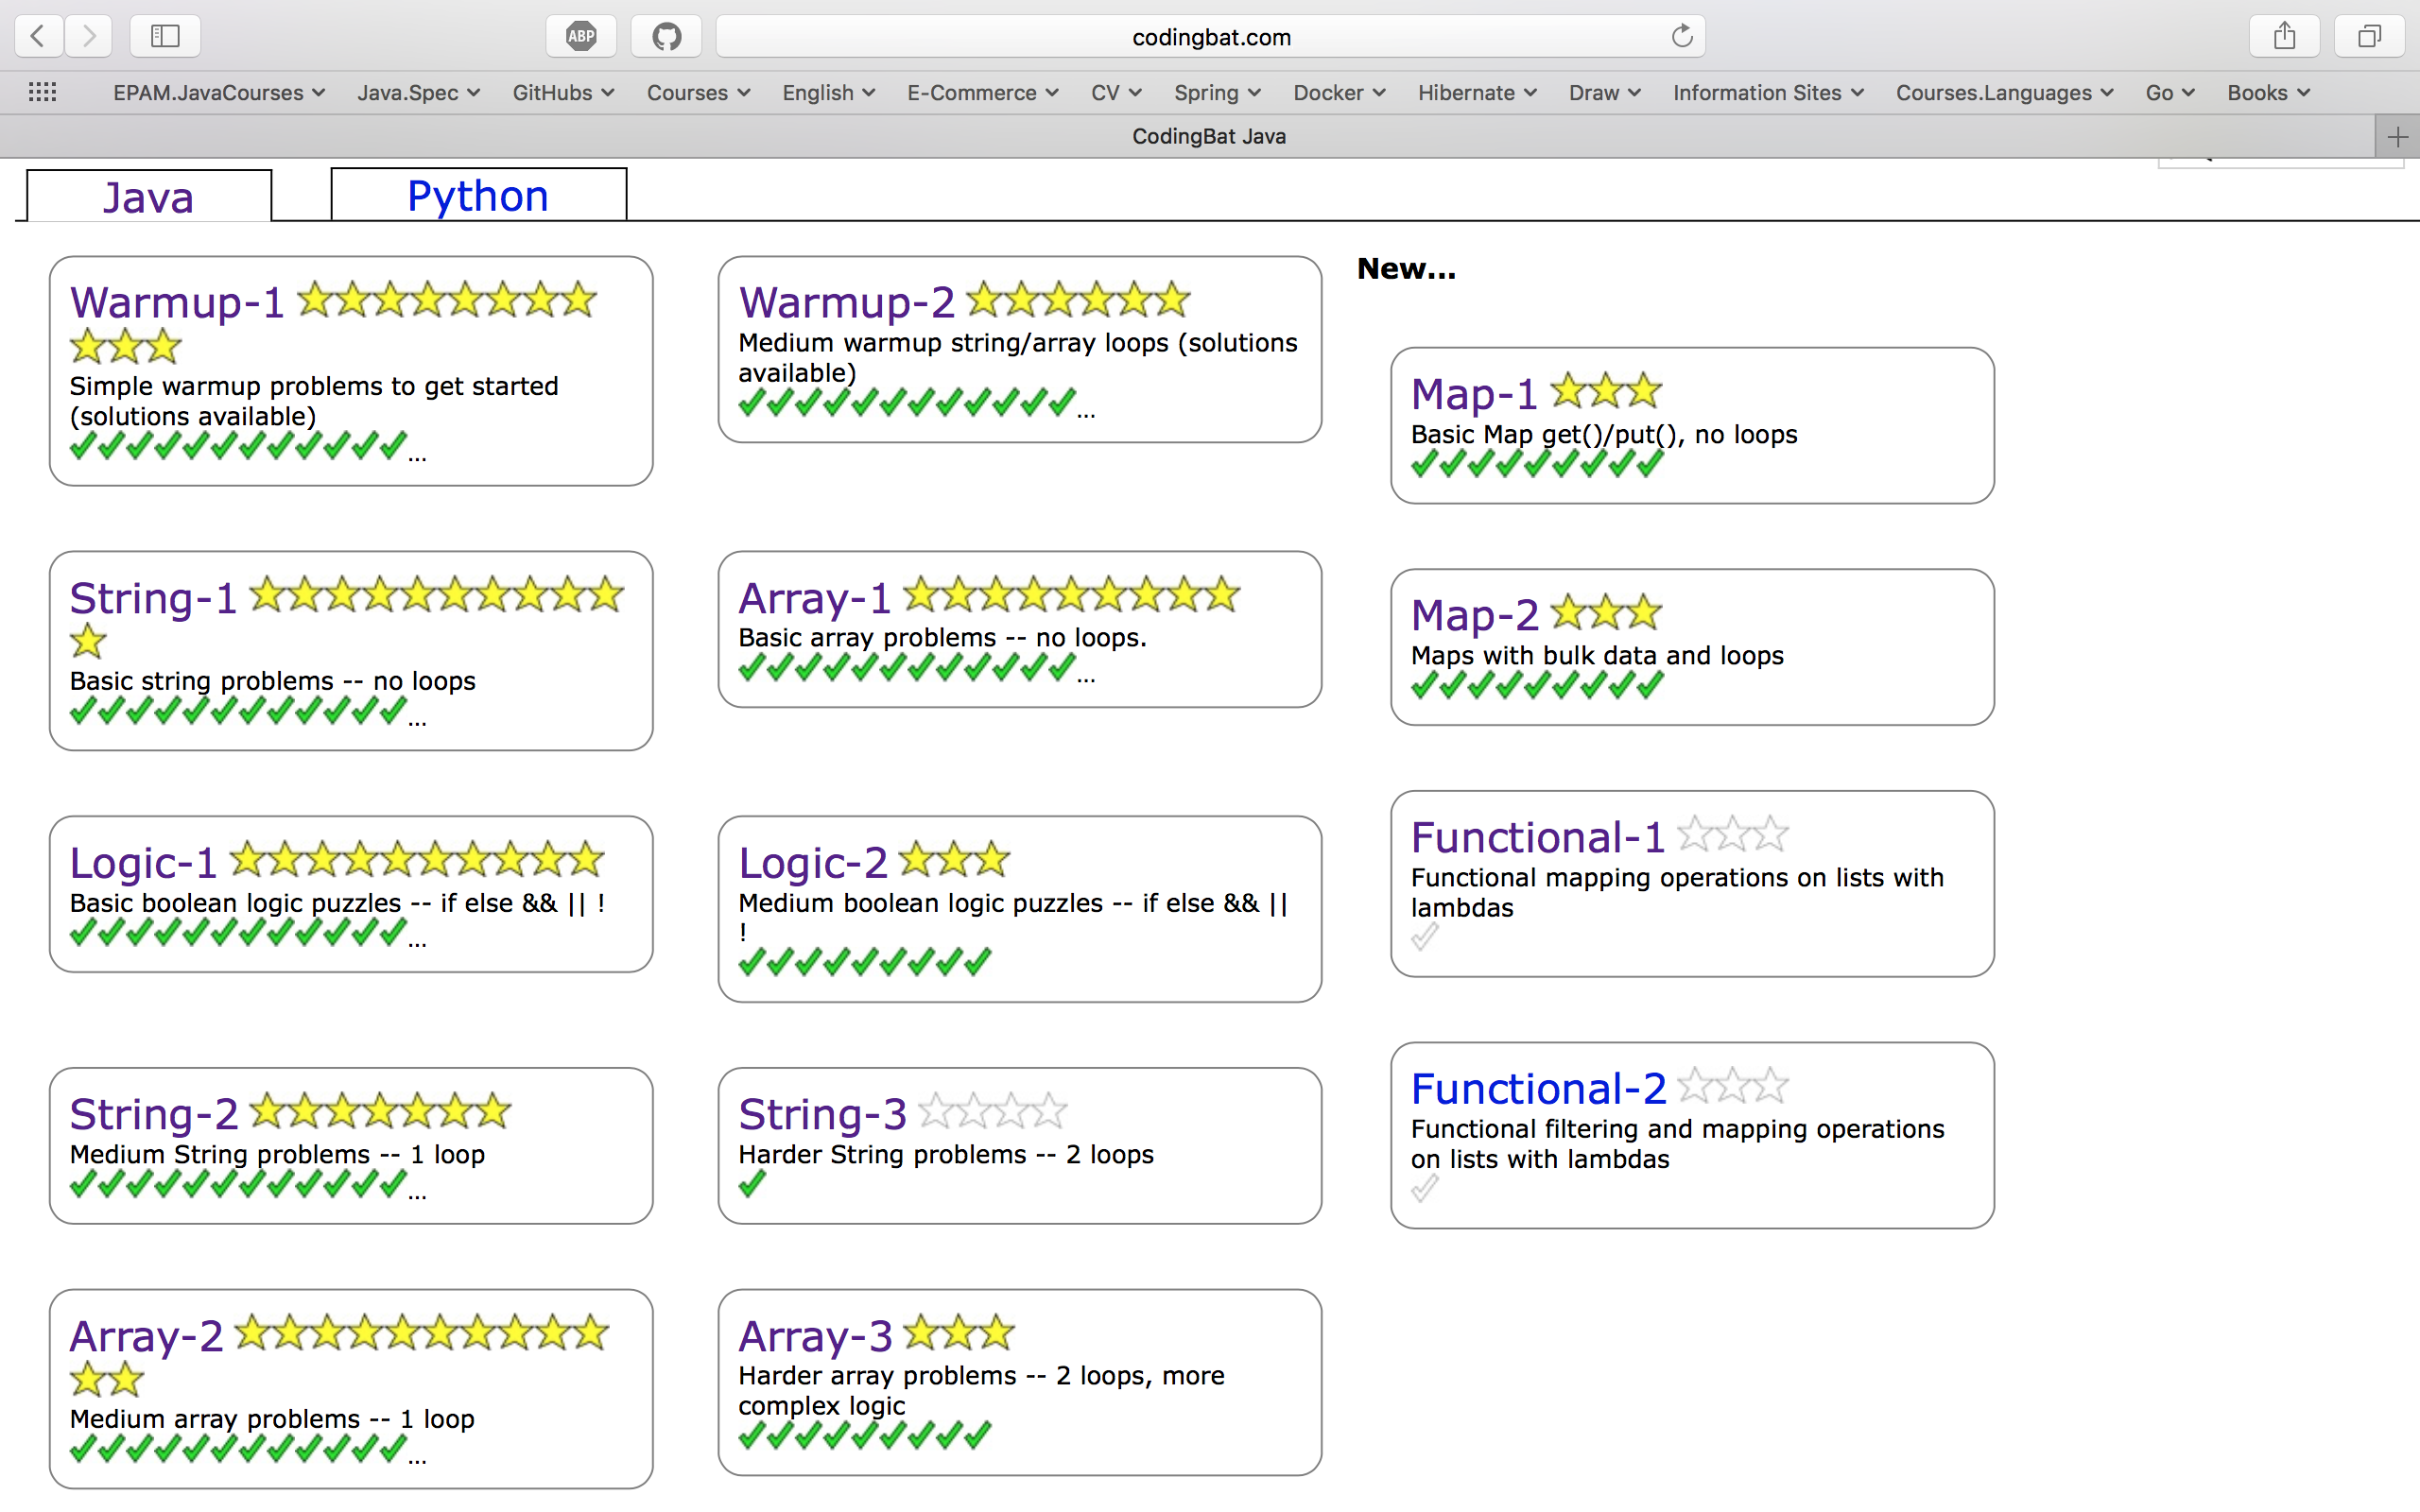 ABP
codingbat.com
EPAM.JavaCourses Java.Spec GitHubs Courses English E-Commerce CV Spring Docker Hibernate Draw Information Sites Courses.Languages Go Books
CodingBat Java
Java Python
Warmup-1
Simple warmup problems to get started
(solutions available)
...
Warmup-2
Medium warmup string/array loops (solutions
available)
...
New...
Map-1
Basic Map get()/put(), no loops
String-1
Basic string problems -- no loops
...
Array-1
Basic array problems -- no loops.
...
Map-2
Maps with bulk data and loops
Logic-1
Basic boolean logic puzzles -- if else && || !
...
Logic-2
Medium boolean logic puzzles -- if else && ||
!
Functional-1
Functional mapping operations on lists with
lambdas
String-2
Medium String problems -- 1 loop
...
String-3
Harder String problems -- 2 loops
Functional-2
Functional filtering and mapping operations
on lists with lambdas
Array-2
Medium array problems -- 1 loop
...
Array-3
Harder array problems -- 2 loops, more
complex logic